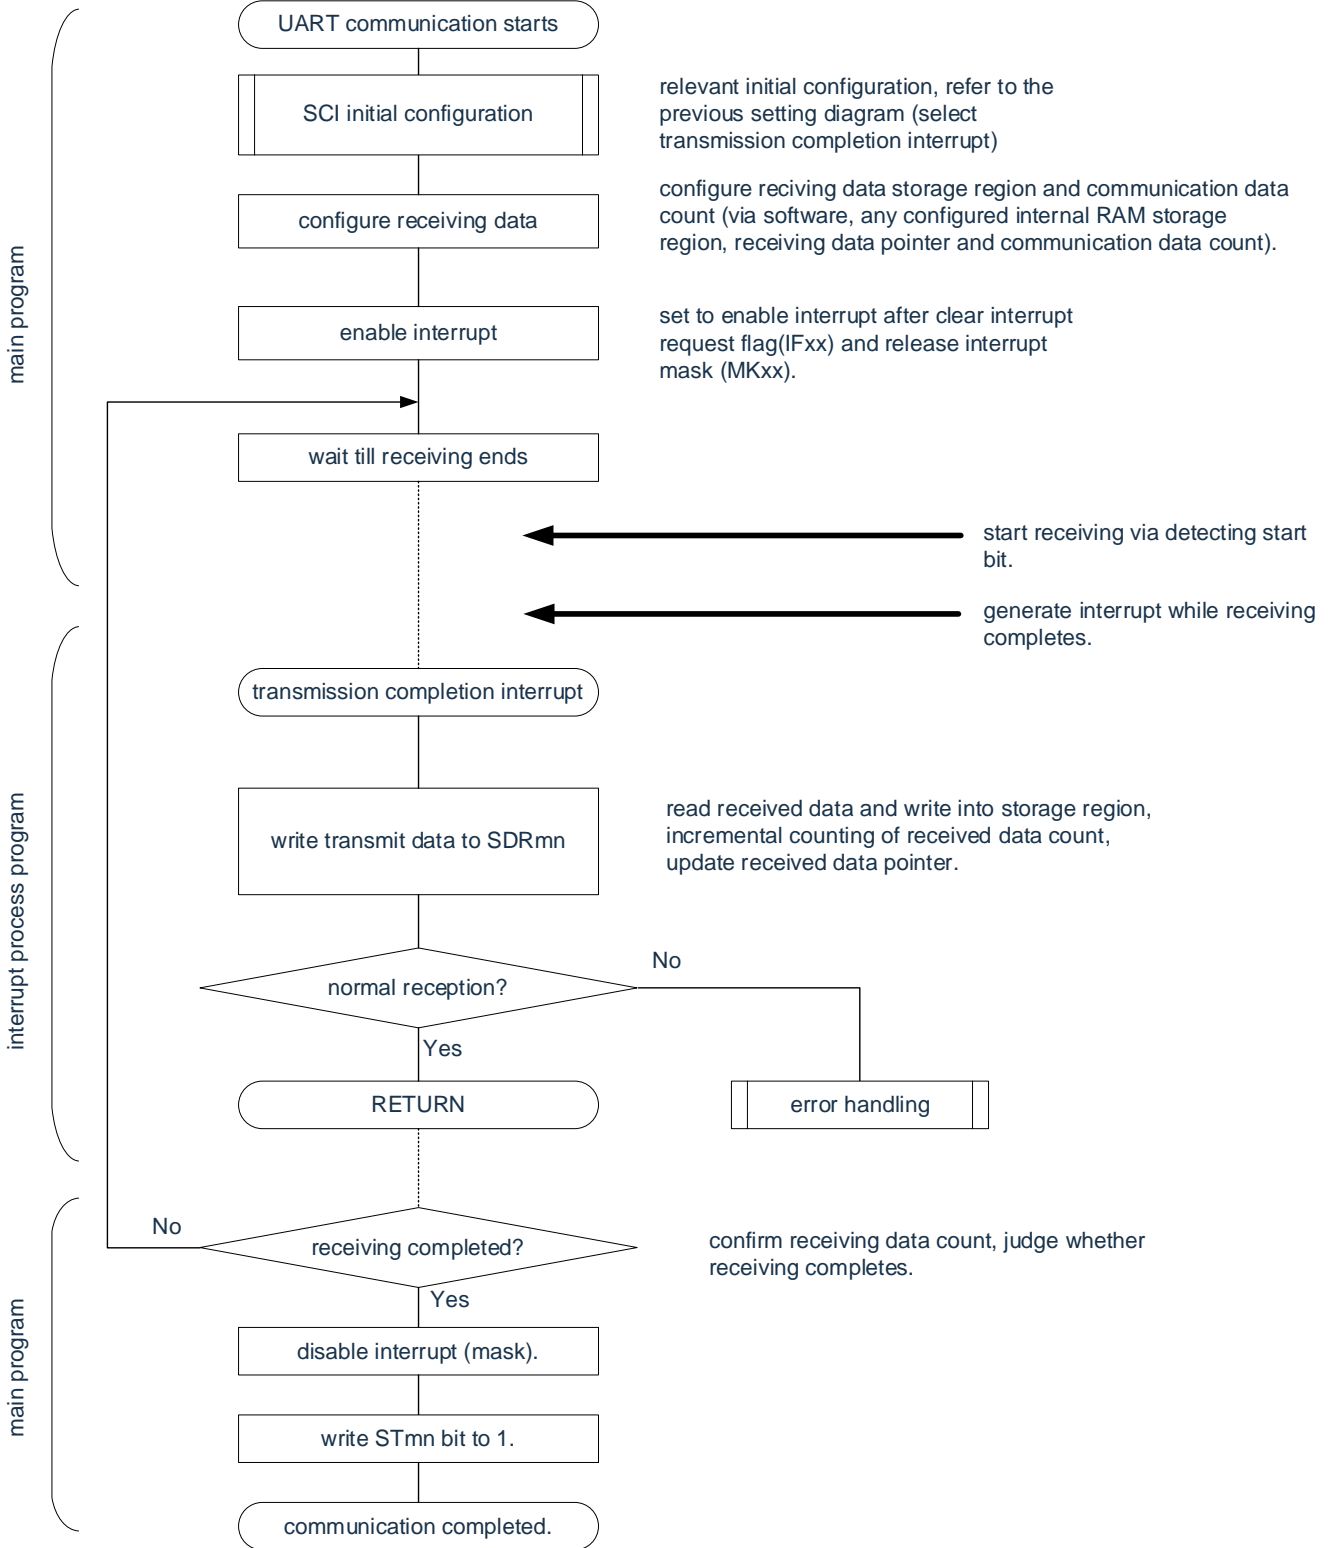 UART communication starts
SCI initial configuration
relevant initial configuration, refer to the
previous setting diagram (select
transmission completion interrupt)
configure receiving data
configure reciving data storage region and communication data
count (via software, any configured internal RAM storage
region, receiving data pointer and communication data count).
main program
enable interrupt
set to enable interrupt after clear interrupt
request flag(IFxx) and release interrupt
mask (MKxx).
wait till receiving ends
start receiving via detecting start
bit.
generate interrupt while receiving
completes.
transmission completion interrupt
interrupt process program
write transmit data to SDRmn
read received data and write into storage region,
incremental counting of received data count,
update received data pointer.
normal reception?
No
Yes
RETURN
error handling
No
receiving completed?
confirm receiving data count, judge whether
receiving completes.
Yes
main program
disable interrupt (mask).
write STmn bit to 1.
communication completed.